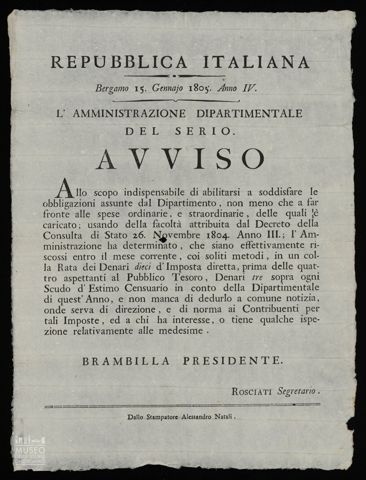 REPUBBLICA ITALIANA
Bergamo 15. Gennajo 1805. Anno IV.
L' AMMINISTRAZIONE DIPARTIMENTALE
DEL SERIO.
AVVISO
Allo scopo indispensabile di abilitarsi a soddisfare le
obbligazioni assunte dal Dipartimento, non meno che a far
fronte alle spese ordinarie, e straordinarie, delle quali è
caricato; usando della facoltà attribuita dal Decreto della
Consulta di Stato 26. Novembre 1804. Anno III.; l' Am-
ministrazione ha determinato, che siano effettivamente ri-
scossi entro il mese corrente, coi soliti metodi, in un col-
la Rata dei Denari dieci d' Imposta diretta, prima delle quat-
tro aspettanti al Pubblico Tesoro, Denari tre sopra ogni
Scudo d' Estimo Censuario in conto della Dipartimentale
di quest' Anno, e non manca di dedurlo a comune notizia,
onde serva di direzione, e di norma ai Contribuenti per
tali Imposte, ed a chi ha interesse, o tiene qualche ispe-
zione relativamente alle medesime.
BRAMBILLA PRESIDENTE.
ROSCIATI Segretario.
Dallo Stampatore Alessandro Natali.
MUSEO